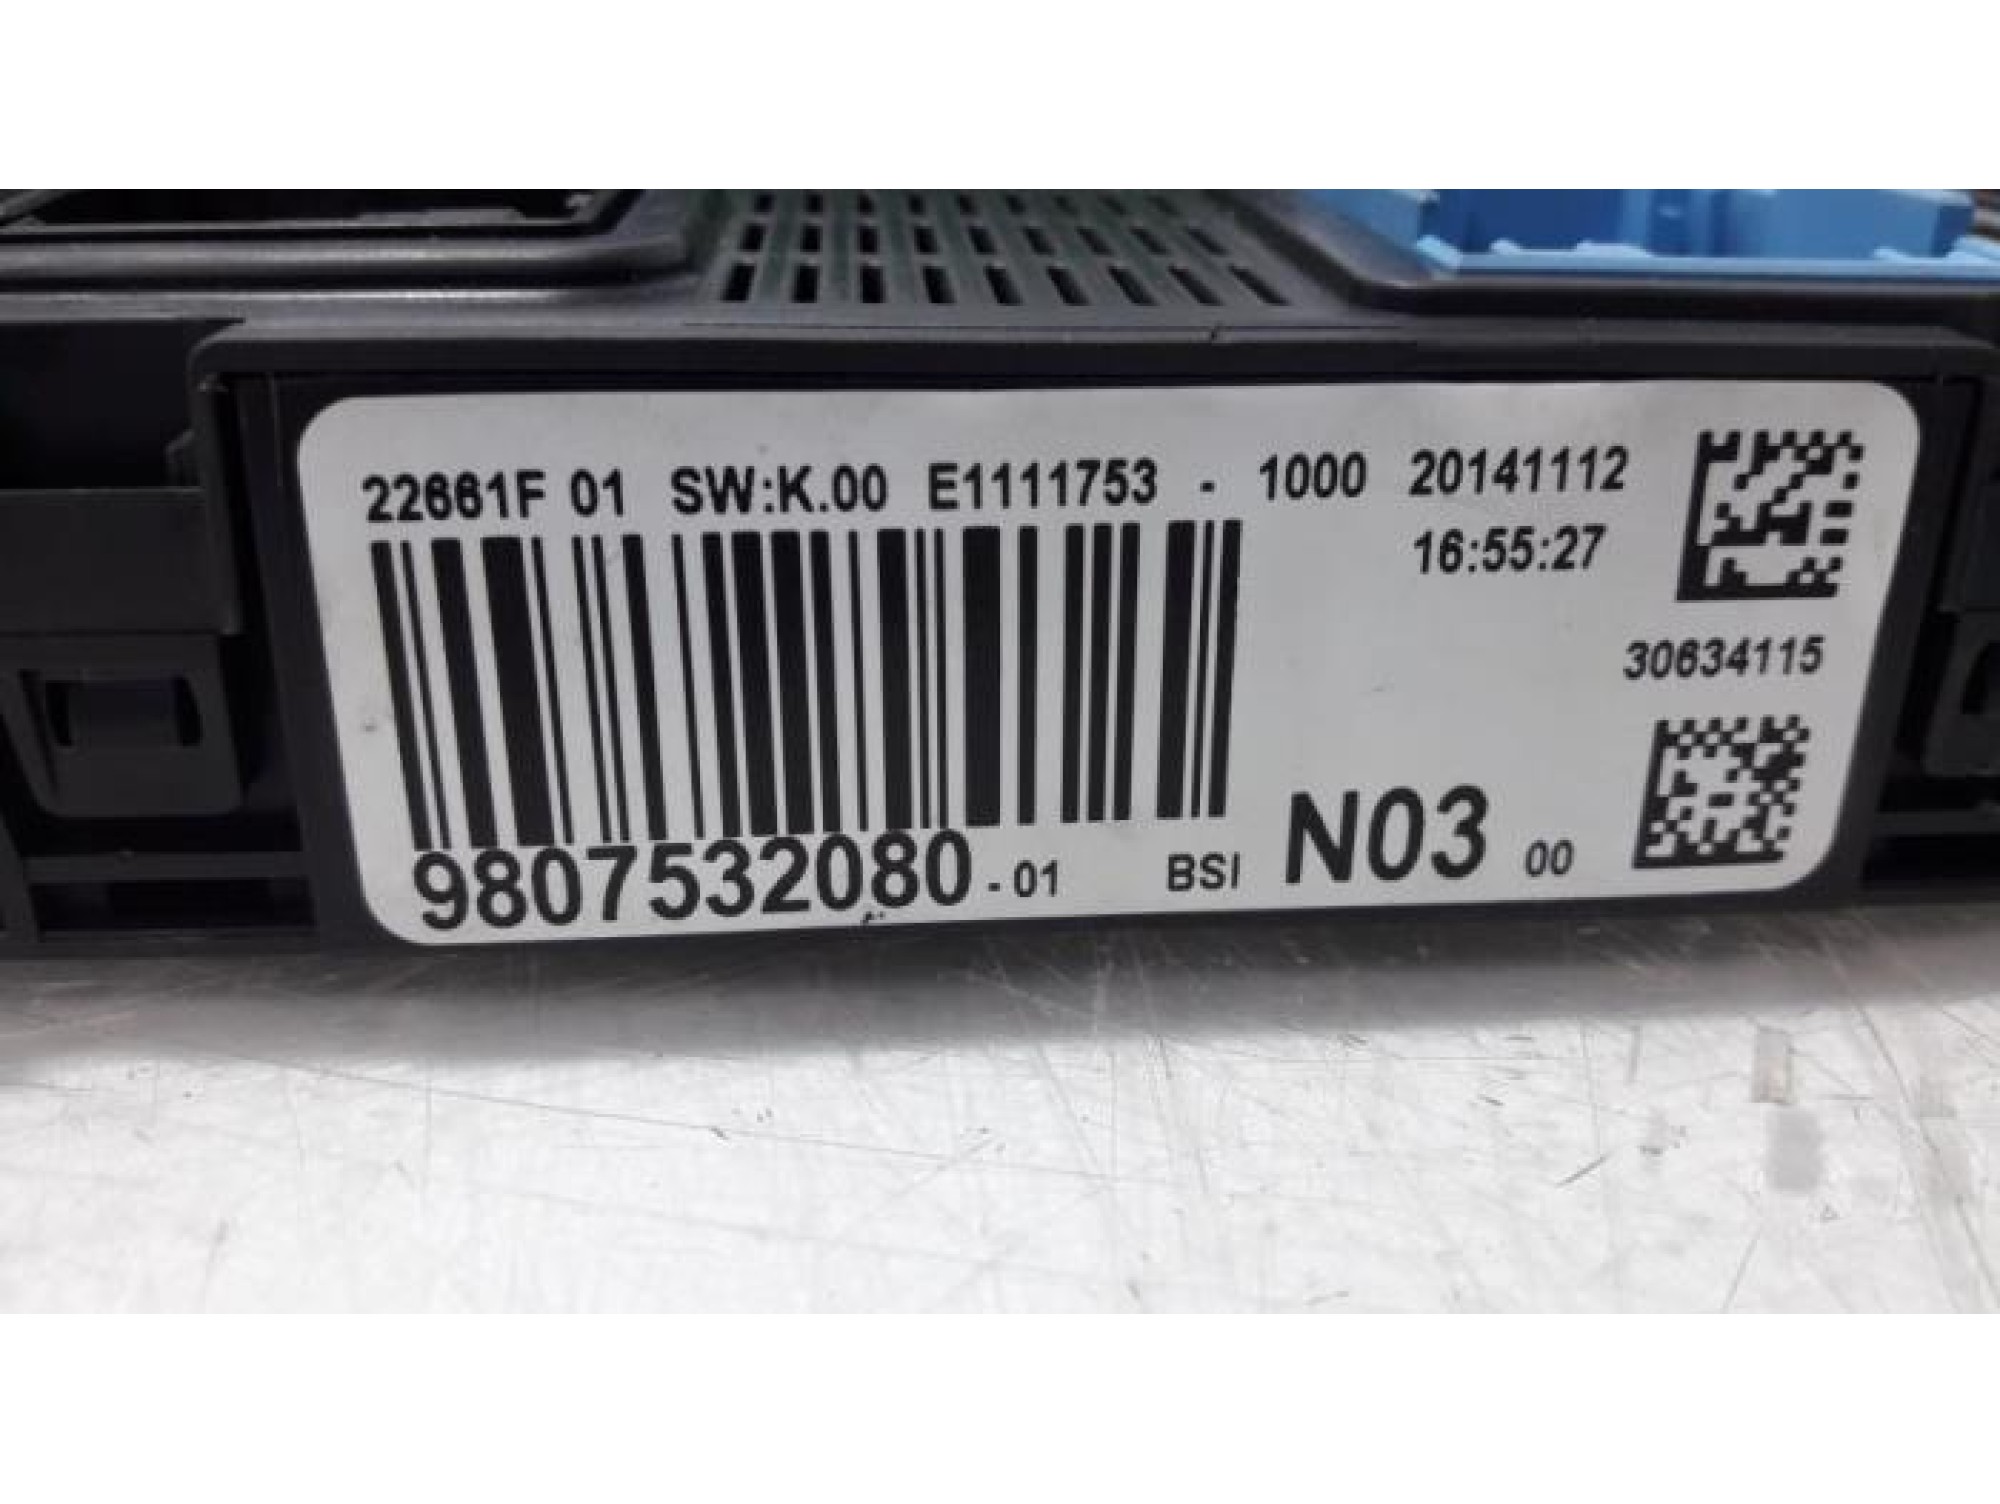 22661F 01 SW:K.00 E1111753 - 1000 20141112
16:55:27
30634115
9807532080 - 01 BSI N03 00